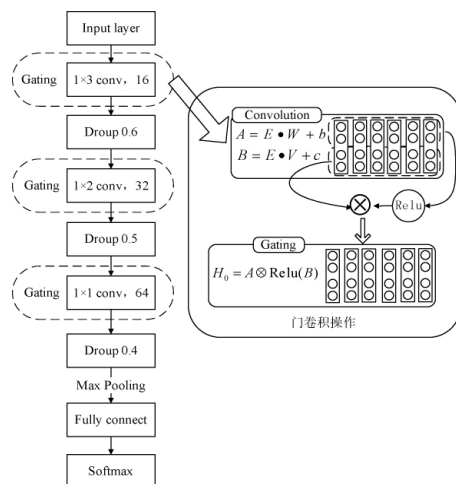 Input layer
Gating
1×3 conv，16
Droup 0.6
Gating
1×2 conv，32
Droup 0.5
Gating
1×1 conv，64
Droup 0.4
Max Pooling
Fully connect
Softmax
Convolution
A = E • W + b
B = E • V + c
⊗
Relu
Gating
H₀ = A ⊗ Relu(B)
门卷积操作